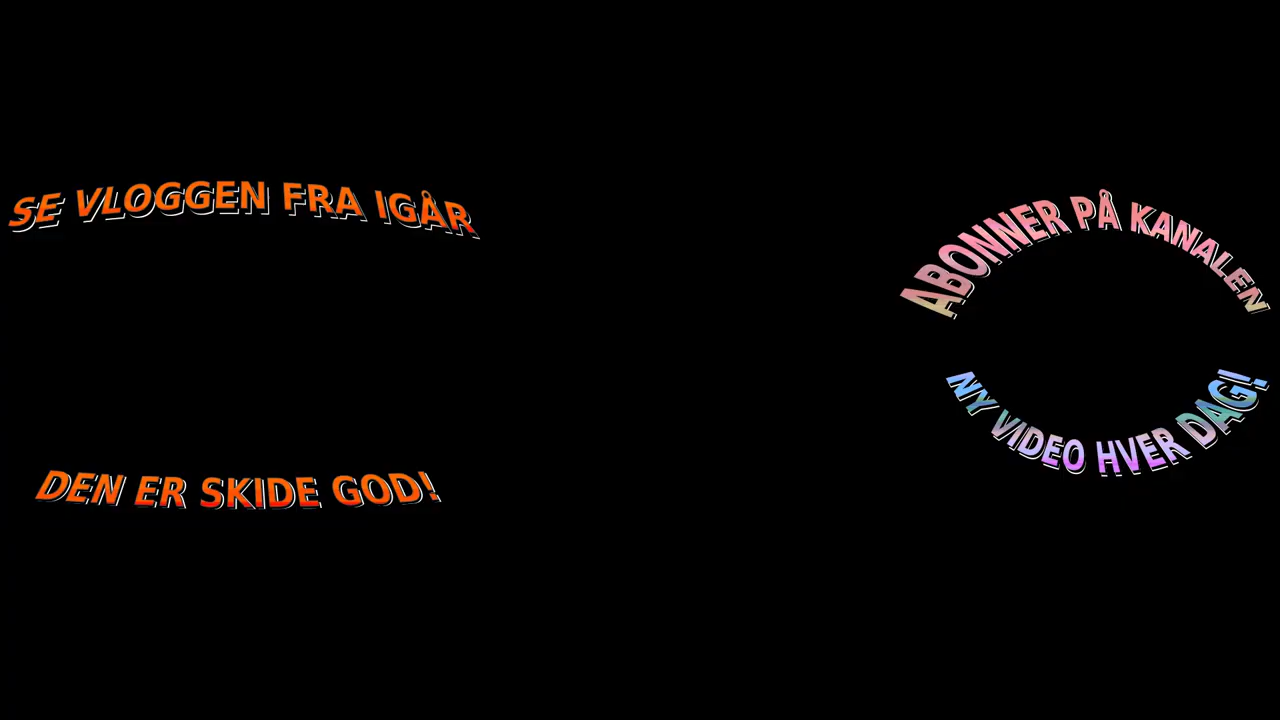 SE VLOGGEN FRA IGÅR
DEN ER SKIDE GOD!
ABONNER PÅ KANALEN
NY VIDEO HVER DAG!